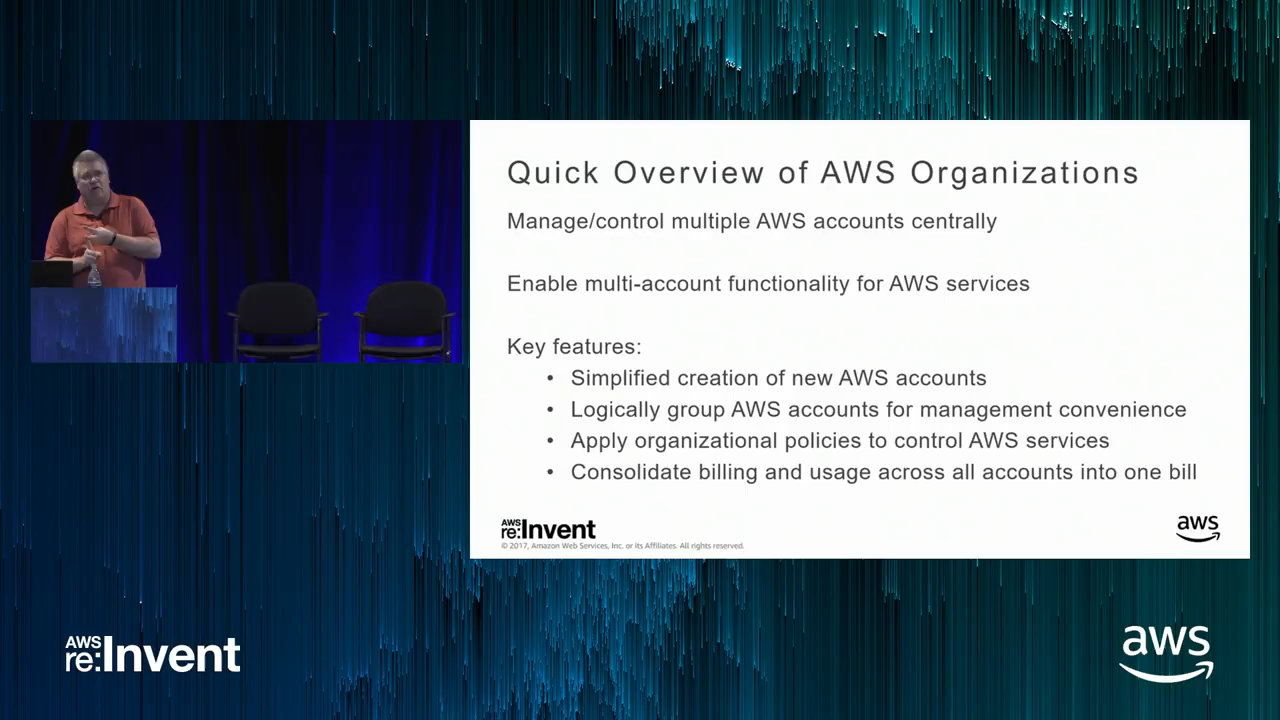 Quick Overview of AWS Organizations
Manage/control multiple AWS accounts centrally
Enable multi-account functionality for AWS services
Key features:
• Simplified creation of new AWS accounts
• Logically group AWS accounts for management convenience
• Apply organizational policies to control AWS services
• Consolidate billing and usage across all accounts into one bill
AWS
re:Invent
© 2017, Amazon Web Services, Inc. or its Affiliates. All rights reserved.
aws
AWS
re:Invent
aws